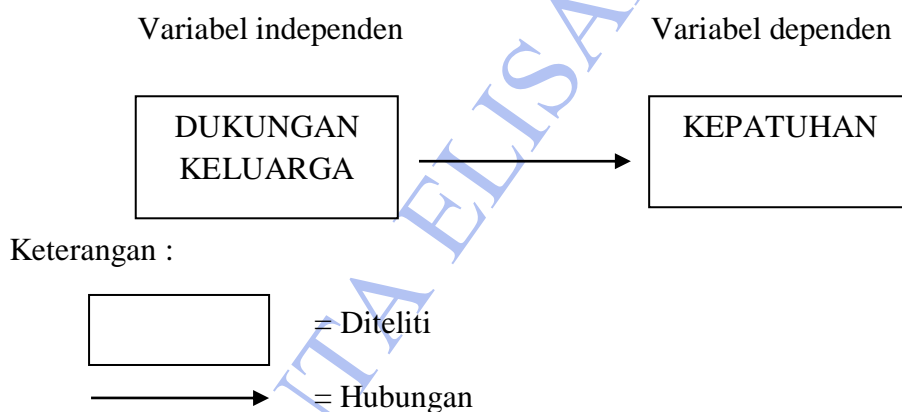 Variabel independen Variabel dependen
DUKUNGAN
KELUARGA
KEPATUHAN
Keterangan :
= Diteliti
= Hubungan